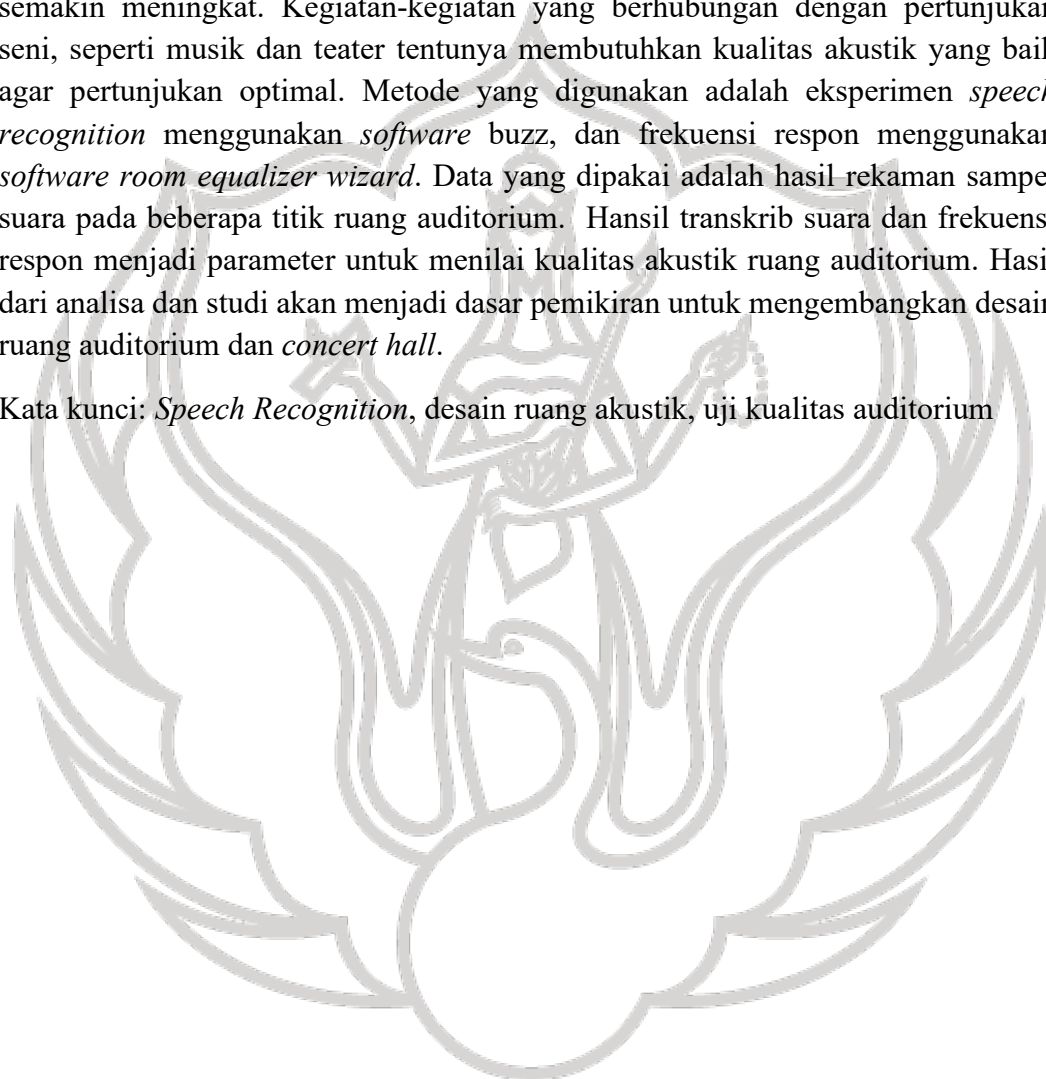 semakin meningkat. Kegiatan-kegiatan yang berhubungan dengan pertunjukan
seni, seperti musik dan teater tentunya membutuhkan kualitas akustik yang baik
agar pertunjukan optimal. Metode yang digunakan adalah eksperimen speech
recognition menggunakan software buzz, dan frekuensi respon menggunakan
software room equalizer wizard. Data yang dipakai adalah hasil rekaman sampe
suara pada beberapa titik ruang auditorium. Hansil transkrib suara dan frekuens
respon menjadi parameter untuk menilai kualitas akustik ruang auditorium. Hasi
dari analisa dan studi akan menjadi dasar pemikiran untuk mengembangkan desain
ruang auditorium dan concert hall.
Kata kunci: Speech Recognition, desain ruang akustik, uji kualitas auditorium